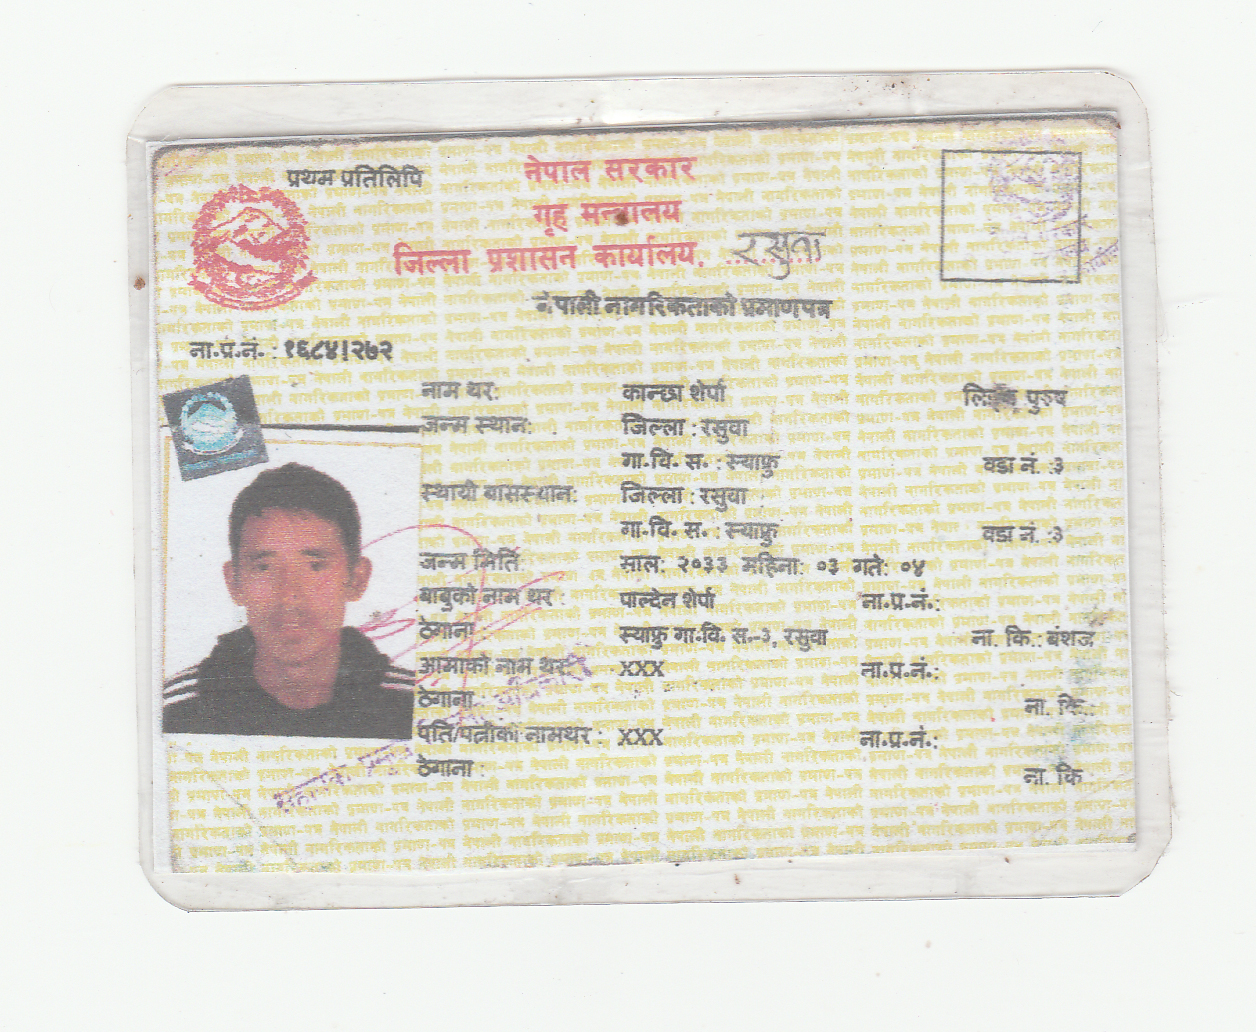 प्रथम प्रतिलिपि
नेपाल सरकार
गृह मन्त्रालय
जिल्ला प्रशासन कार्यालय, रसुवा
नेपाली नागरिकताको प्रमाणपत्र
ना.प्र.नं. : १६८४।२७२
नाम थर: कान्छा शेर्पा लिङ्ग: पुरुष
जन्म स्थान: जिल्ला : रसुवा
गा.वि. स. : स्याफ्रु वडा नं. :३
स्थायी बासस्थान: जिल्ला : रसुवा
गा.वि. स. : स्याफ्रु वडा नं. :३
जन्म मिति: साल: २०३३ महिना: ०३ गते: ०४
बाबुको नाम थर : पाल्देन शेर्पा ना.प्र.नं.:
ठेगाना स्याफ्रु गा.वि. स.-३, रसुवा ना. कि.: बंशज
आमाको नाम थर: XXX ना.प्र.नं.:
ठेगाना : ना. कि.:
पति/पत्नीको नामथर : XXX ना.प्र.नं.:
ठेगाना : ना. कि